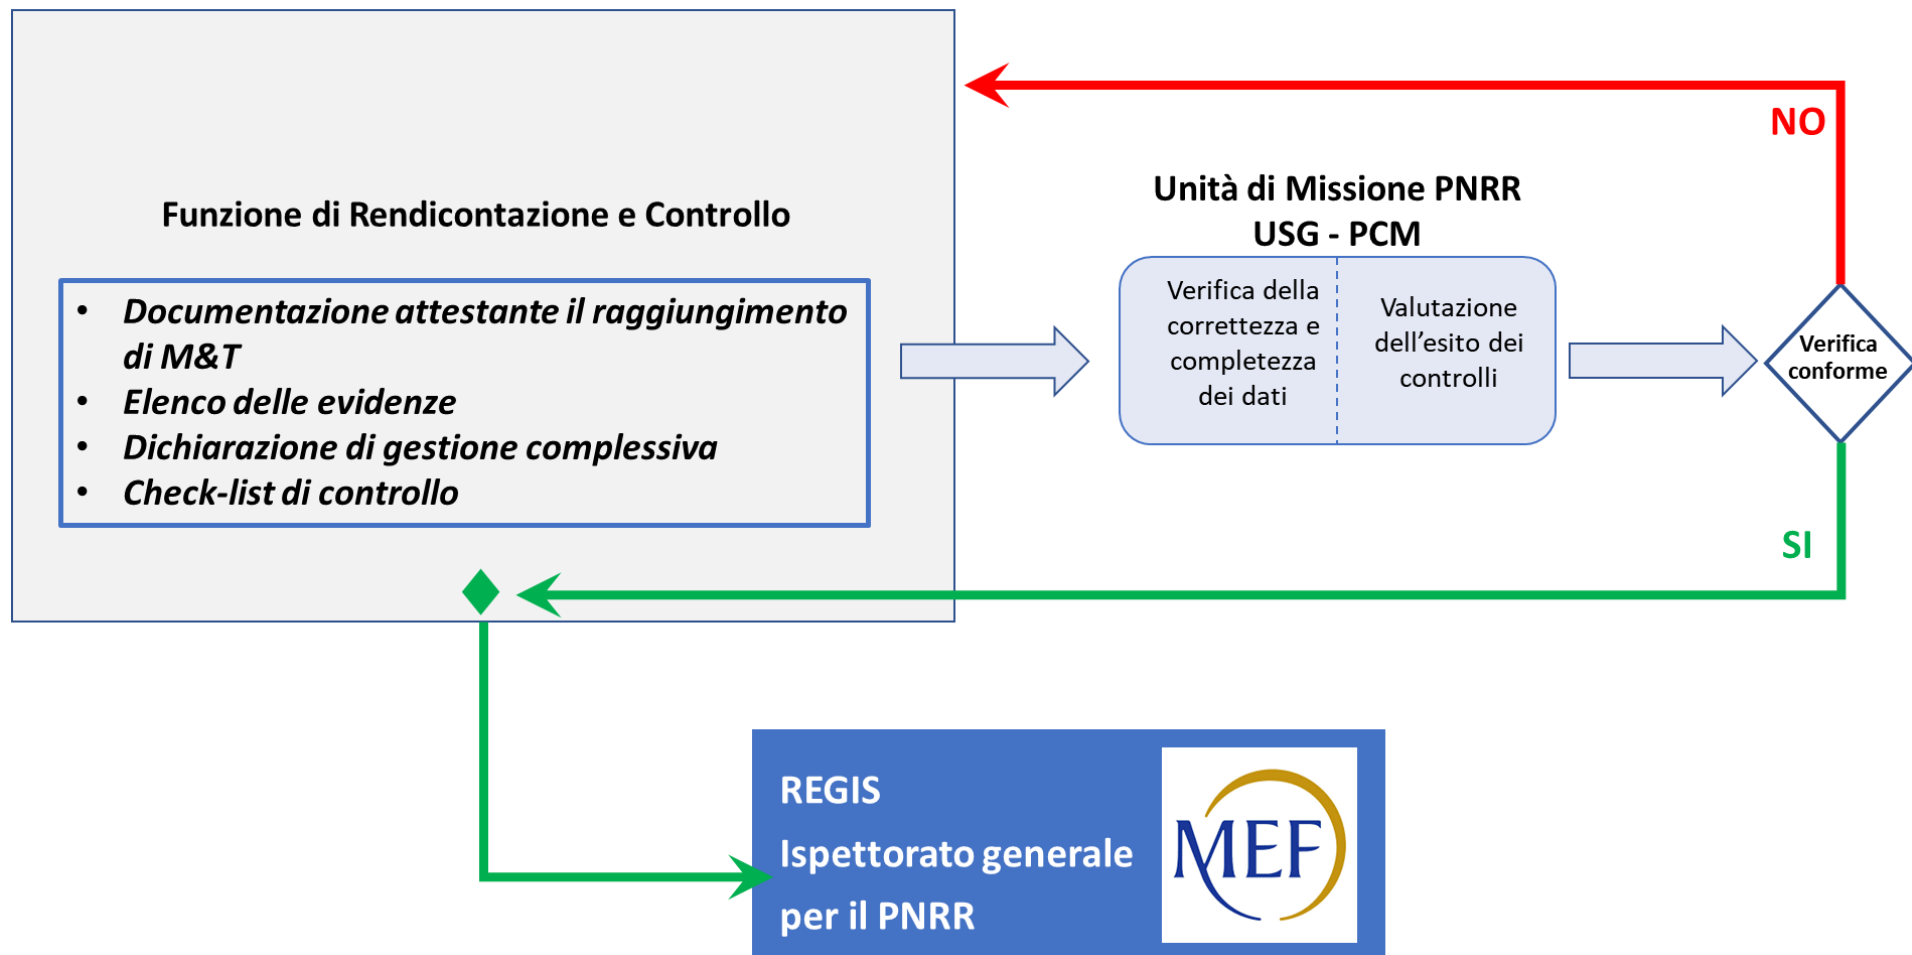 NO
Funzione di Rendicontazione e Controllo
• Documentazione attestante il raggiungimento
di M&T
• Elenco delle evidenze
• Dichiarazione di gestione complessiva
• Check-list di controllo
Unità di Missione PNRR
USG - PCM
Verifica della
correttezza e
completezza
dei dati
Valutazione
dell’esito dei
controlli
Verifica
conforme
SI
REGIS
Ispettorato generale
per il PNRR
MEF